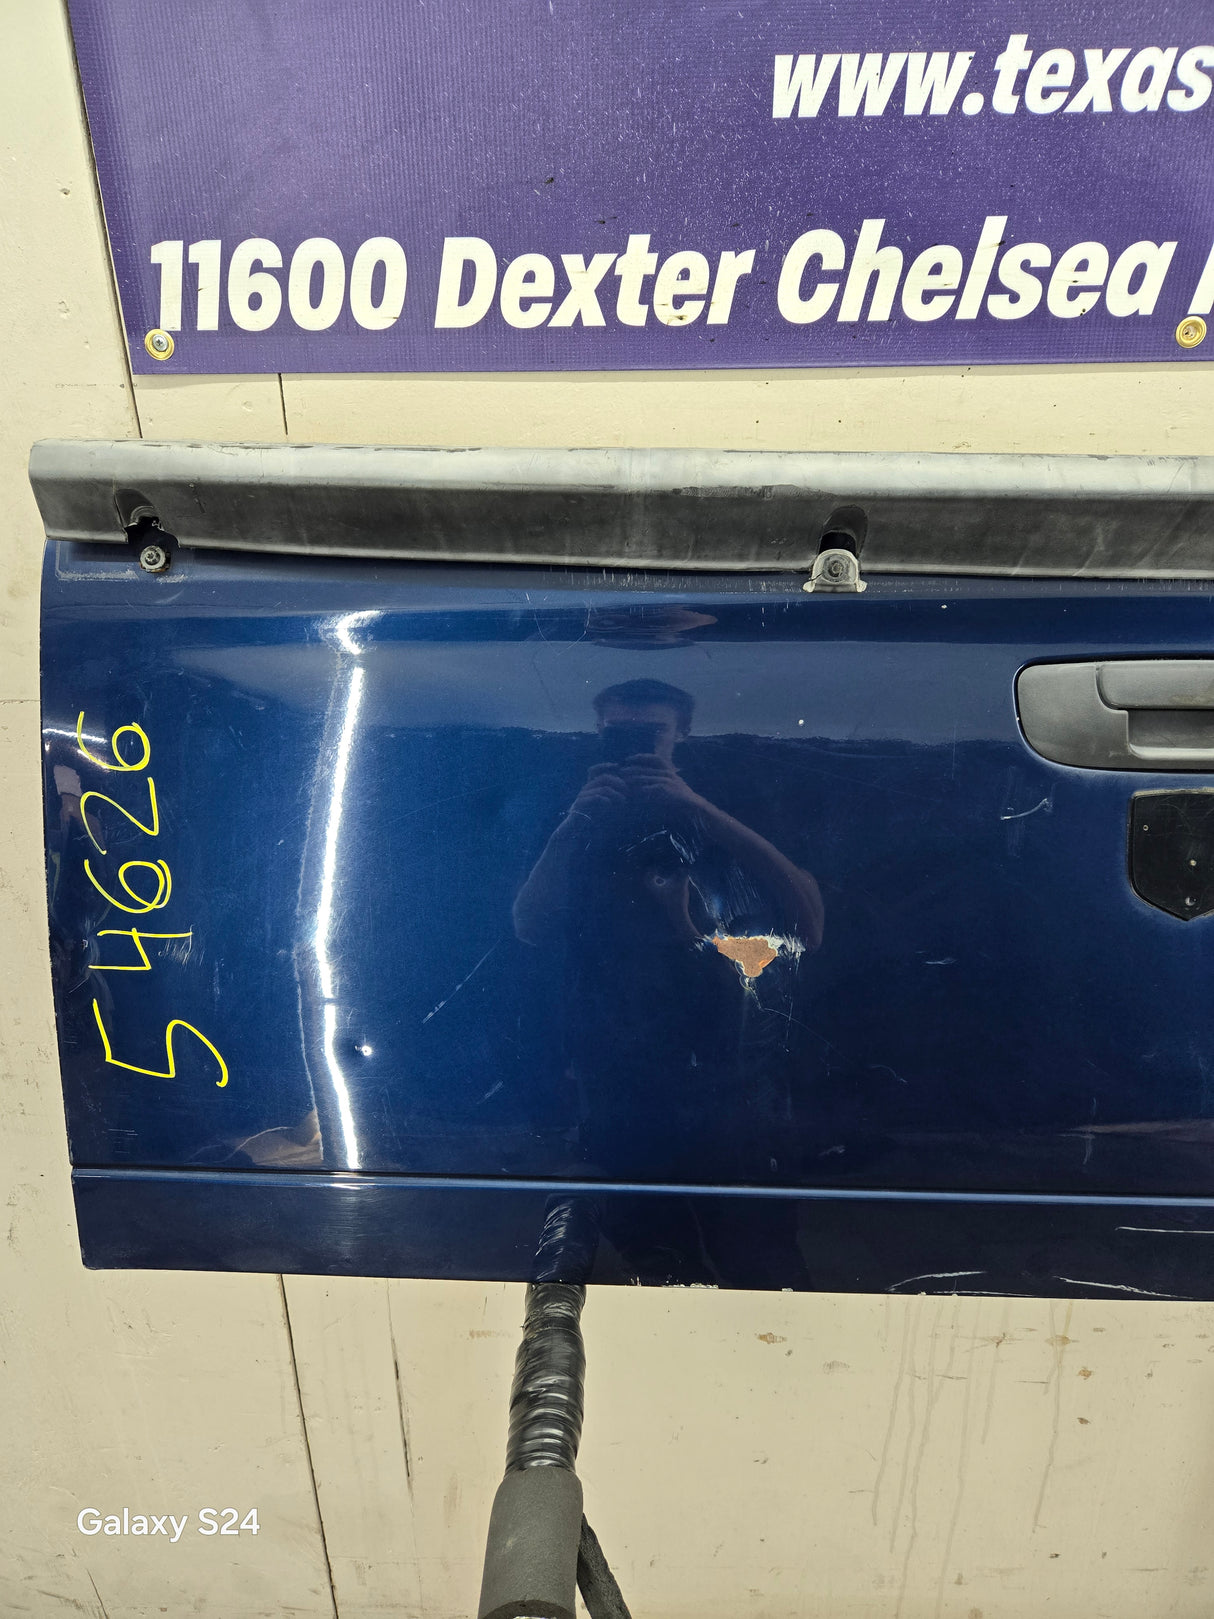 www.texas
11600 Dexter Chelsea
54626
Galaxy S24